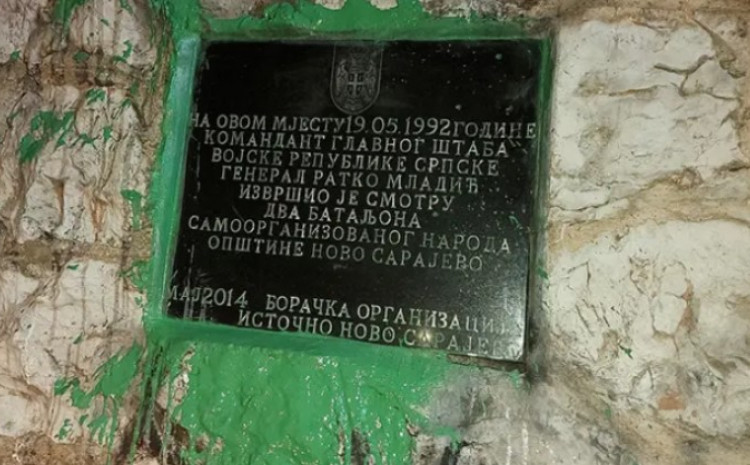 НА ОВОМ МЈЕСТУ 19.05.1992 ГОДИНЕ
КОМАНДАНТ ГЛАВНОГ ШТАБА
ВОЈСКЕ РЕПУБЛИКЕ СРПСКЕ
ГЕНЕРАЛ РАТКО МЛАДИЋ
ИЗВРШИО ЈЕ СМОТРУ
ДВА БАТАЉОНА
САМООРГАНИЗОВАНОГ НАРОДА
ОПШТИНЕ НОВО САРАЈЕВО
МАЈ 2014 БОРАЧКА ОРГАНИЗАЦИЈ
ИСТОЧНО НОВО САРАЈЕВ